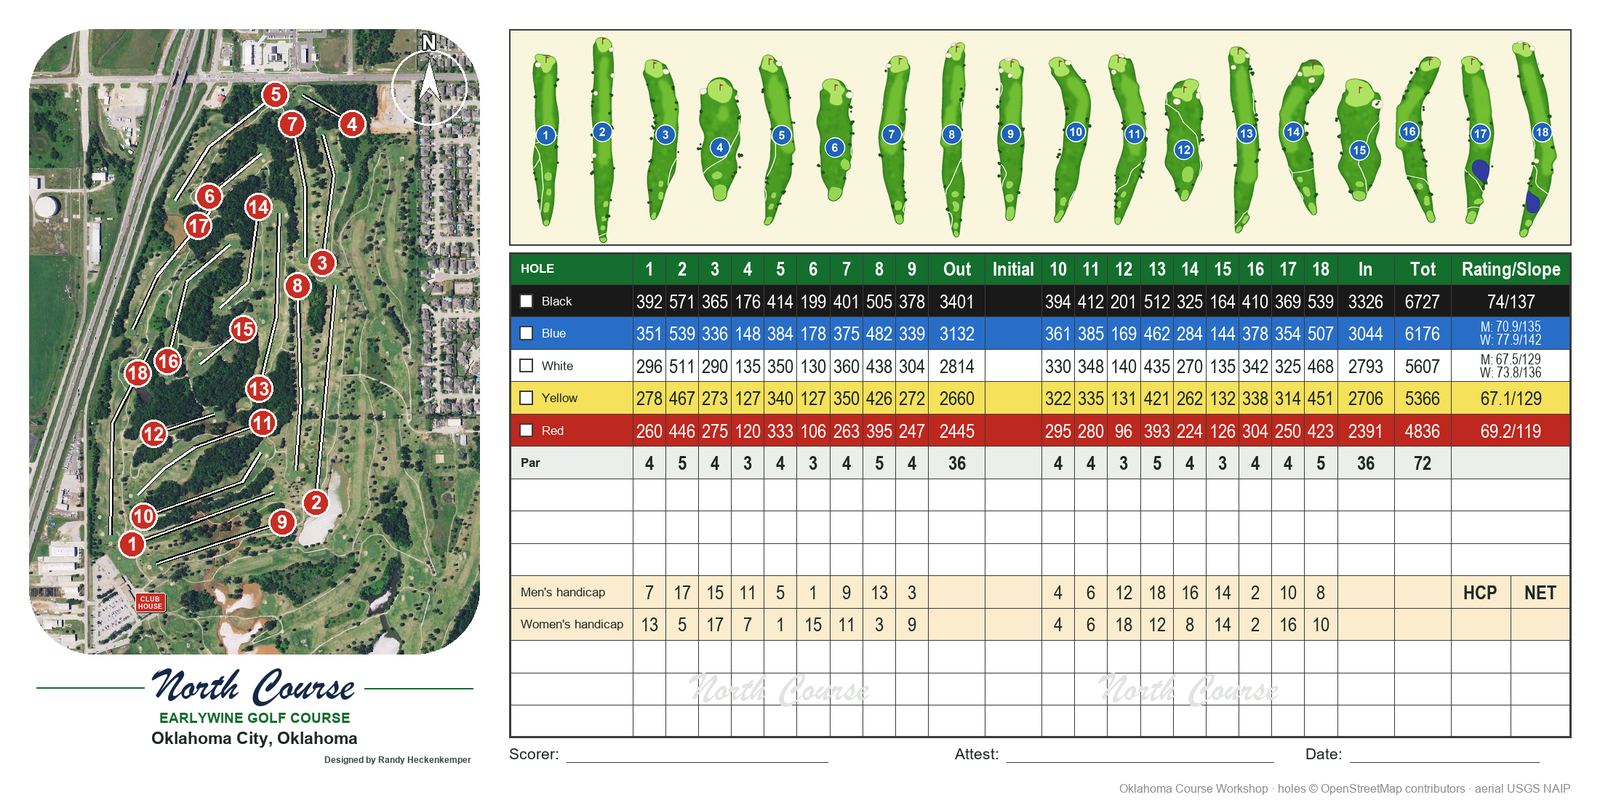 N
5
7
4
6
14
17
3
8
15
16
18
13
11
12
2
10
9
1
CLUB
HOUSE
North Course
EARLYWINE GOLF COURSE
Oklahoma City, Oklahoma
Designed by Randy Heckenkemper
1 2 3 4 5 6 7 8 9 10 11 12 13 14 15 16 17 18
HOLE 1 2 3 4 5 6 7 8 9 Out Initial 10 11 12 13 14 15 16 17 18 In Tot Rating/Slope
Black 392 571 365 176 414 199 401 505 378 3401 394 412 201 512 325 164 410 369 539 3326 6727 74/137
Blue 351 539 336 148 384 178 375 482 339 3132 361 385 169 462 284 144 378 354 507 3044 6176 M: 70.9/135
W: 77.9/142
White 296 511 290 135 350 130 360 438 304 2814 330 348 140 435 270 135 342 325 468 2793 5607 M: 67.5/129
W: 73.8/136
Yellow 278 467 273 127 340 127 350 426 272 2660 322 335 131 421 262 132 338 314 451 2706 5366 67.1/129
Red 260 446 275 120 333 106 263 395 247 2445 295 280 96 393 224 126 304 250 423 2391 4836 69.2/119
Par 4 5 4 3 4 3 4 5 4 36 4 4 3 5 4 3 4 4 5 36 72
Men's handicap 7 17 15 11 5 1 9 13 3 4 6 12 18 16 14 2 10 8 HCP NET
Women's handicap 13 5 17 7 1 15 11 3 9 4 6 18 12 8 14 2 16 10
North Course North Course
Scorer: Attest: Date:
Oklahoma Course Workshop · holes © OpenStreetMap contributors · aerial USGS NAIP